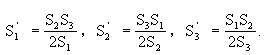 S₁˙ = S₂S₃/2S₁, S₂˙ = S₃S₁/2S₂, S₃˙ = S₁S₂/2S₃.